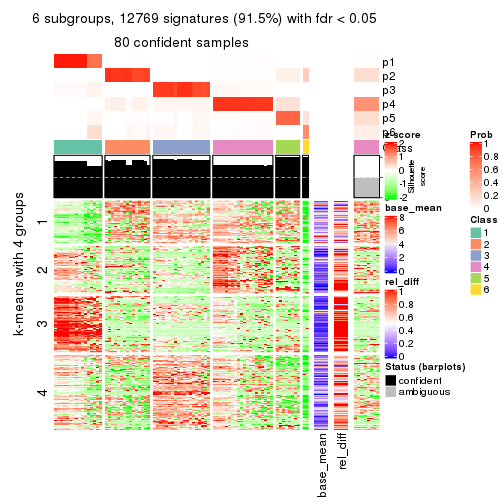 6 subgroups, 12769 signatures (91.5%) with fdr < 0.05
80 confident samples
p1
p2
p3
p4
p5
p6
z_score
2
1
0
-1
-2
Class
Silhouette
score
k-means with 4 groups
1
2
3
4
base_mean
8
6
4
2
0
rel_diff
1
0.8
0.6
0.4
0.2
0
Status (barplots)
confident
ambiguous
Prob
1
0.8
0.6
0.4
0.2
0
Class
1
2
3
4
5
6
base_mean
rel_diff